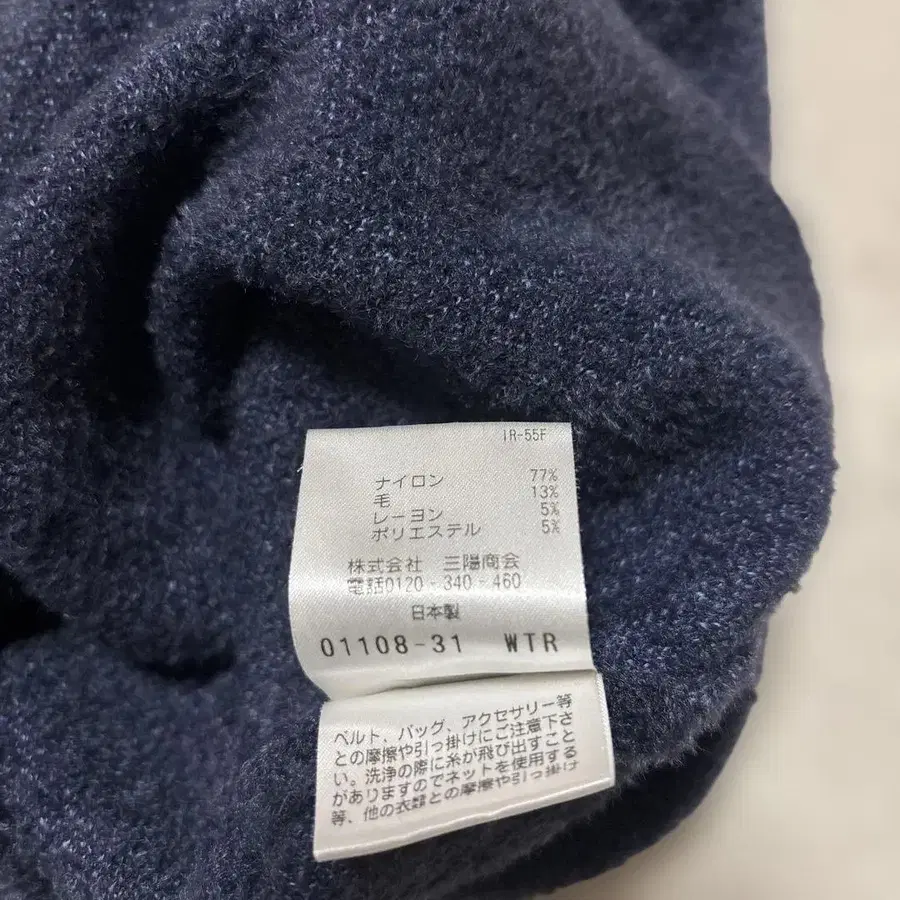 IR-55F
ナイロン 77%
毛 13%
レーヨン 5%
ポリエステル 5%
株式会社 三陽商会
電話0120-340-460
日本製
01108-31 WTR
ベルト、バッグ、アクセサリー等
との摩擦や引っ掛けにご注意下さ
い。洗浄の際に糸が飛び出すこと
がありますのでネットを使用する
等、他の衣類との摩擦や引っ掛け